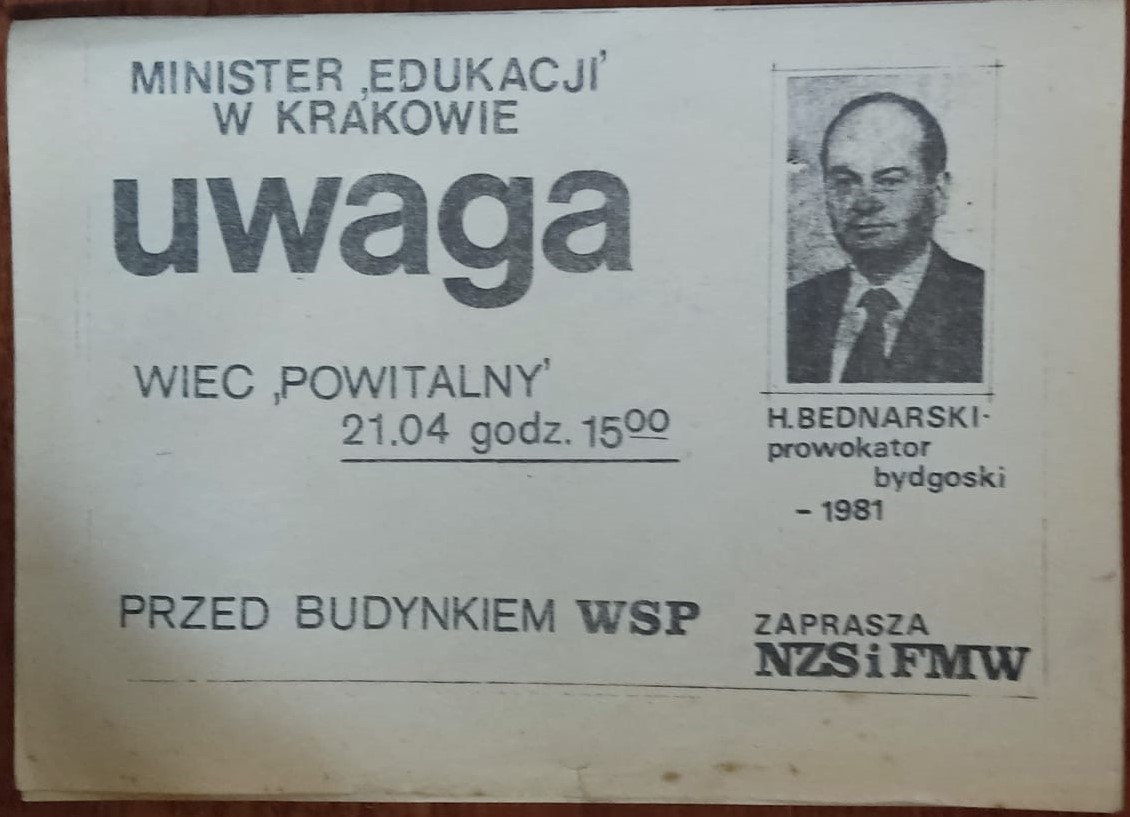 MINISTER ‚EDUKACJI’
W KRAKOWIE
uwaga
WIEC ‚POWITALNY’
21.04 godz. 15⁰⁰
PRZED BUDYNKIEM WSP
H.BEDNARSKI-
prowokator
bydgoski
– 1981
ZAPRASZA
NZS i FMW